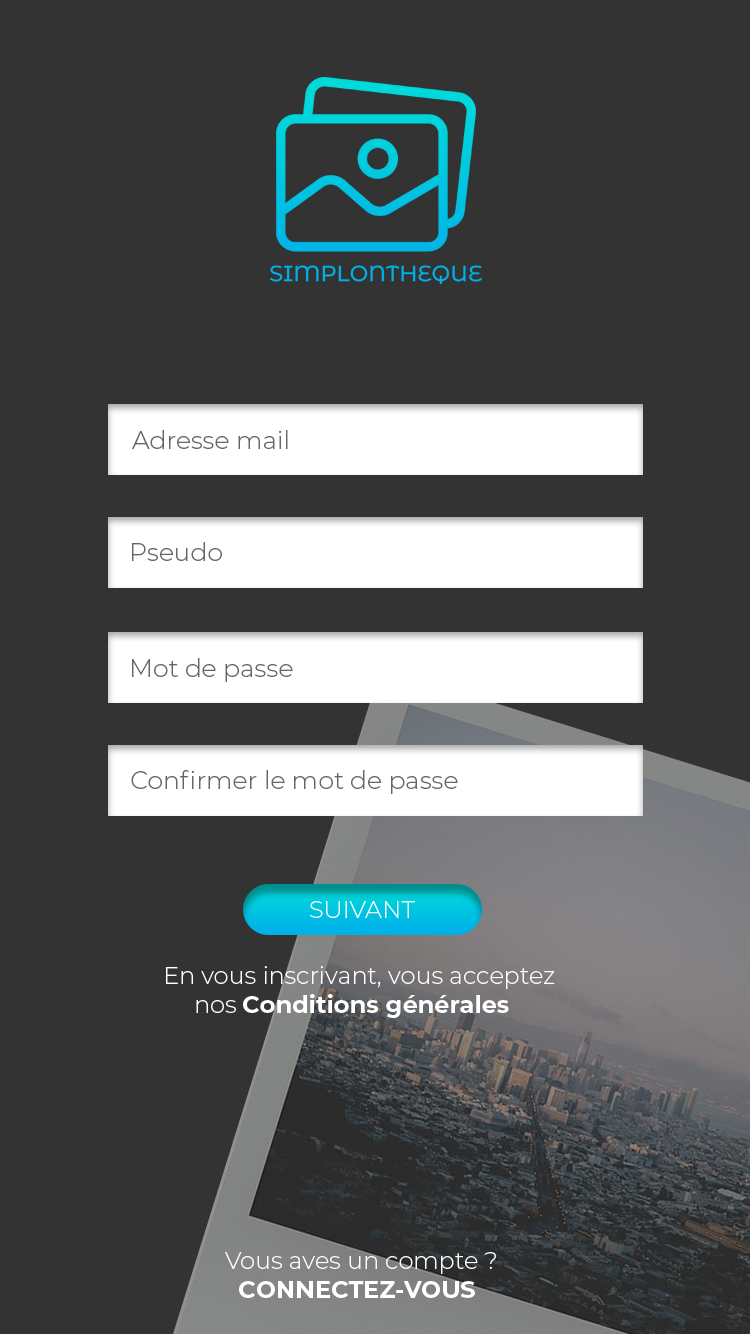 SIMPLONTHEQUE
Adresse mail
Pseudo
Mot de passe
Confirmer le mot de passe
SUIVANT
En vous inscrivant, vous acceptez
nos Conditions générales
Vous aves un compte ?
CONNECTEZ-VOUS